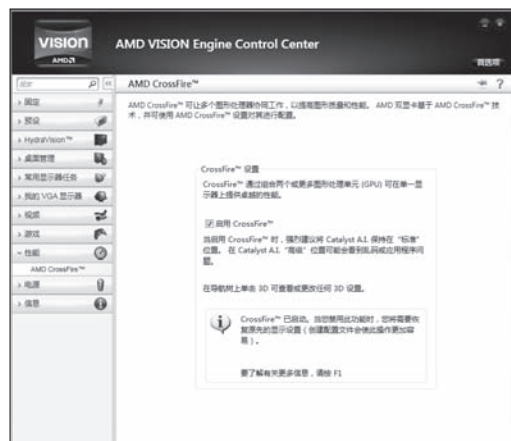 VISION
AMD
AMD VISION Engine Control Center
首选项
搜索
AMD CrossFire™
固定
预设
HydraVision™
桌面管理
常用显示器任务
我的 VGA 显示器
视频
游戏
性能
AMD CrossFire™
电源
信息
AMD CrossFire™ 可让多个图形处理器协同工作，以提高图形质量和性能。 AMD 双显卡基于 AMD CrossFire™ 技
术，并可使用 AMD CrossFire™ 设置对其进行配置。
CrossFire™ 设置
CrossFire™ 通过组合两个或更多图形处理单元 (GPU) 可在单一显
示器上提供卓越的性能。
启用 CrossFire™
当启用 CrossFire™ 时，强烈建议将 Catalyst A.I. 保持在“标准”
位置。 在 Catalyst A.I. “高级” 位置可能会看到乱码或应用程序问
题。
在导航树上单击 3D 可查看或更改任何 3D 设置。
CrossFire™ 已启动。当您禁用此功能时，您将需要恢
复原先的显示设置（创建配置文件会使此操作更加容
易）。
要了解有关更多信息，请按 F1